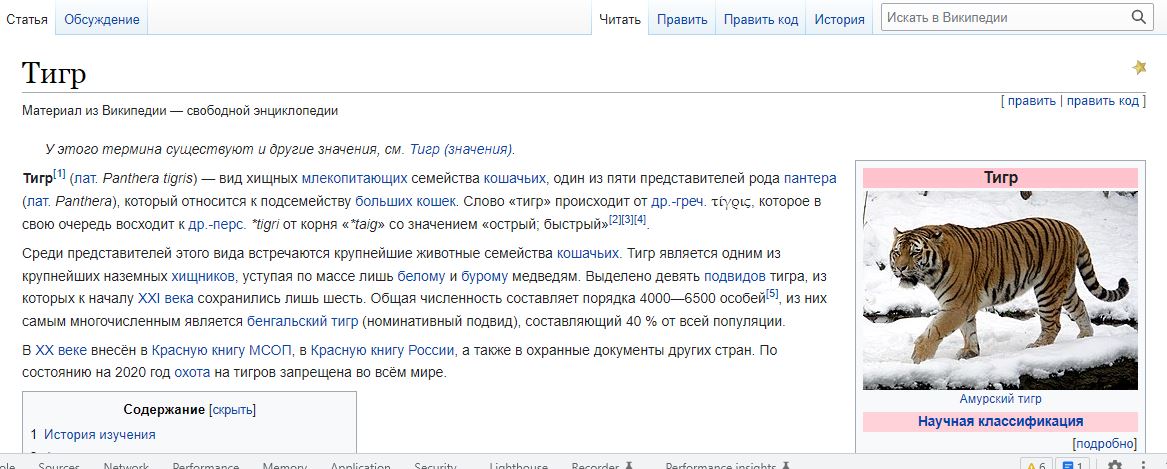 Статья Обсуждение Читать Править Править код История Искать в Википедии
Тигр
[ править | править код ]
Материал из Википедии — свободной энциклопедии
У этого термина существуют и другие значения, см. Тигр (значения).
Тигр[1] (лат. Panthera tigris) — вид хищных млекопитающих семейства кошачьих, один из пяти представителей рода пантера
(лат. Panthera), который относится к подсемейству больших кошек. Слово «тигр» происходит от др.-греч. τίγρις, которое в
свою очередь восходит к др.-перс. *tigri от корня «*taig» со значением «острый; быстрый»[2][3][4].
Среди представителей этого вида встречаются крупнейшие животные семейства кошачьих. Тигр является одним из
крупнейших наземных хищников, уступая по массе лишь белому и бурому медведям. Выделено девять подвидов тигра, из
которых к началу XXI века сохранились лишь шесть. Общая численность составляет порядка 4000—6500 особей[5], из них
самым многочисленным является бенгальский тигр (номинативный подвид), составляющий 40 % от всей популяции.
В XX веке внесён в Красную книгу МСОП, в Красную книгу России, а также в охранные документы других стран. По
состоянию на 2020 год охота на тигров запрещена во всём мире.
Содержание [скрыть]
1 История изучения
Тигр
Амурский тигр
Научная классификация
[подробно]
Sources Network Performance Memory Application Security Lighthouse Recorder Performance insights 6 1